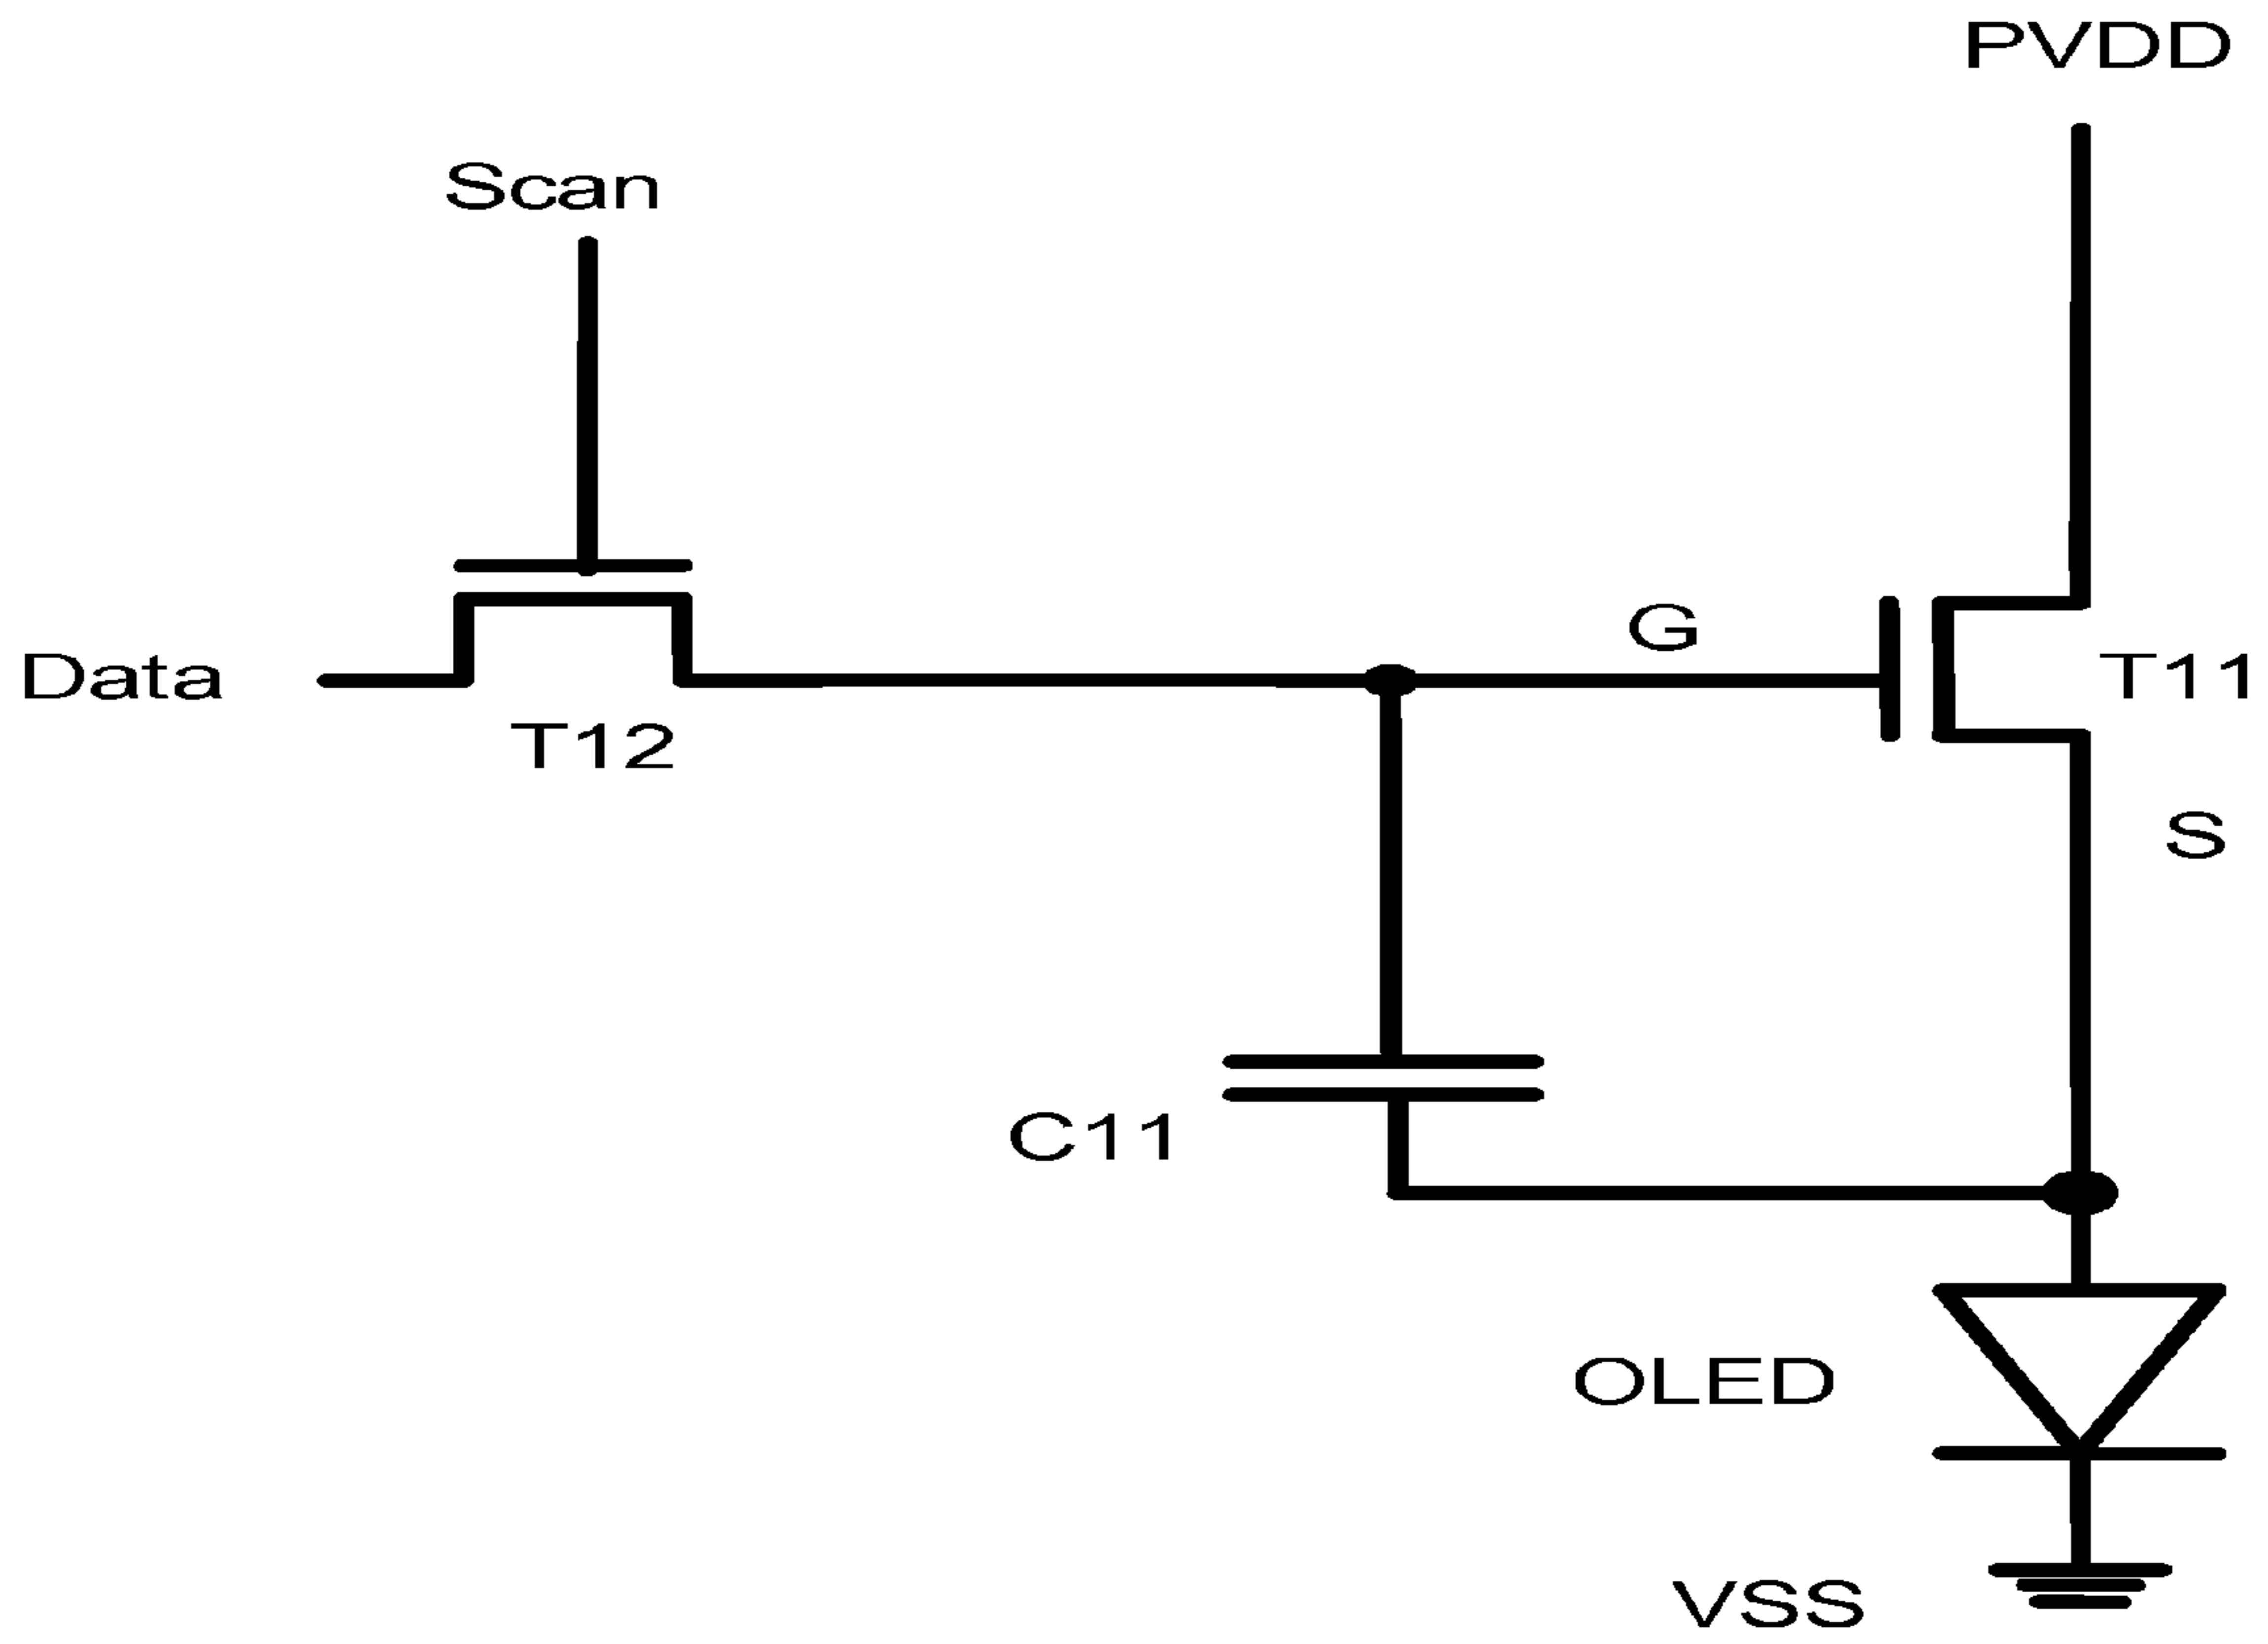 PVDD
Scan
G
Data
T11
T12
S
C11
OLED
VSS